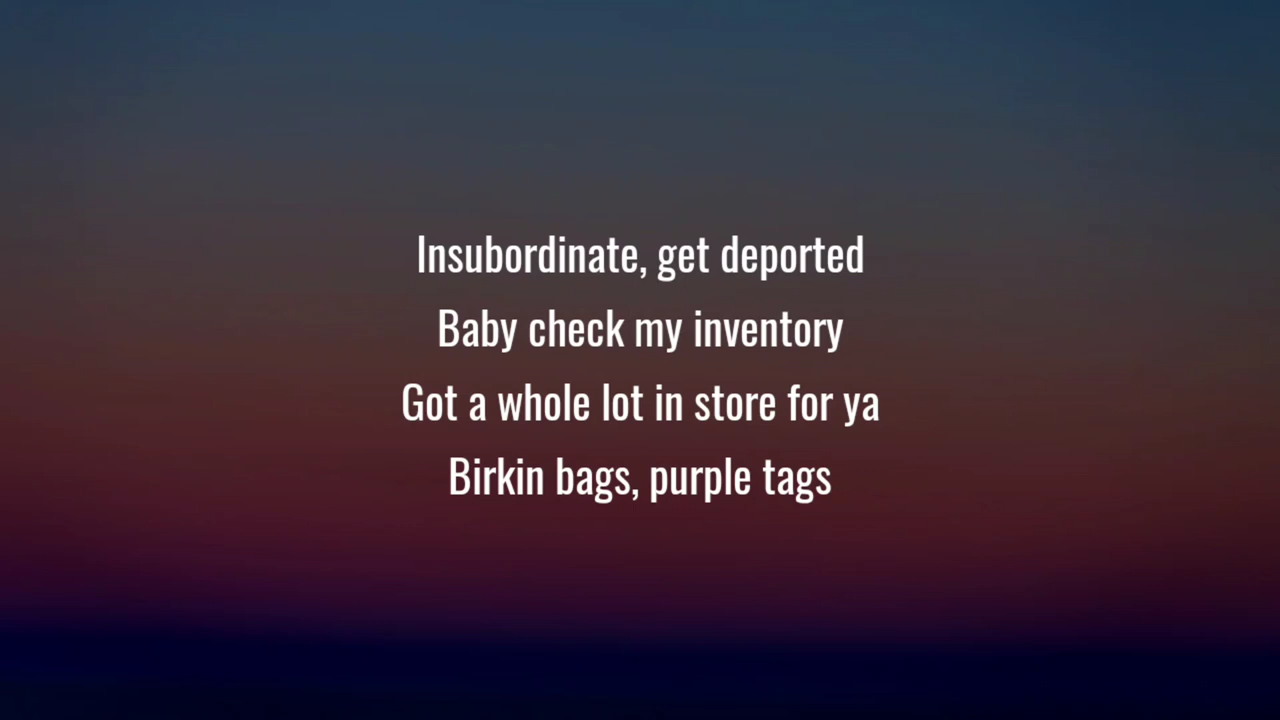 Insubordinate, get deported
Baby check my inventory
Got a whole lot in store for ya
Birkin bags, purple tags